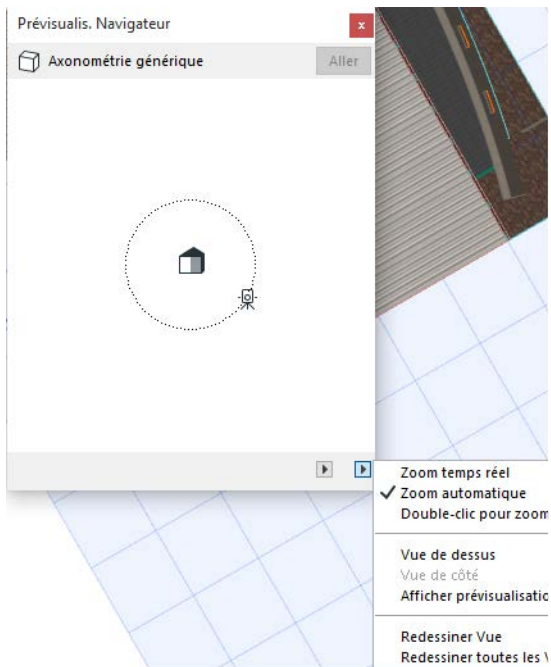 Prévisualis. Navigateur
x
Axonométrie générique
Aller
Zoom temps réel
Zoom automatique
Double-clic pour zoom
Vue de dessus
Vue de côté
Afficher
Redessiner Vue
Redessiner toutes les